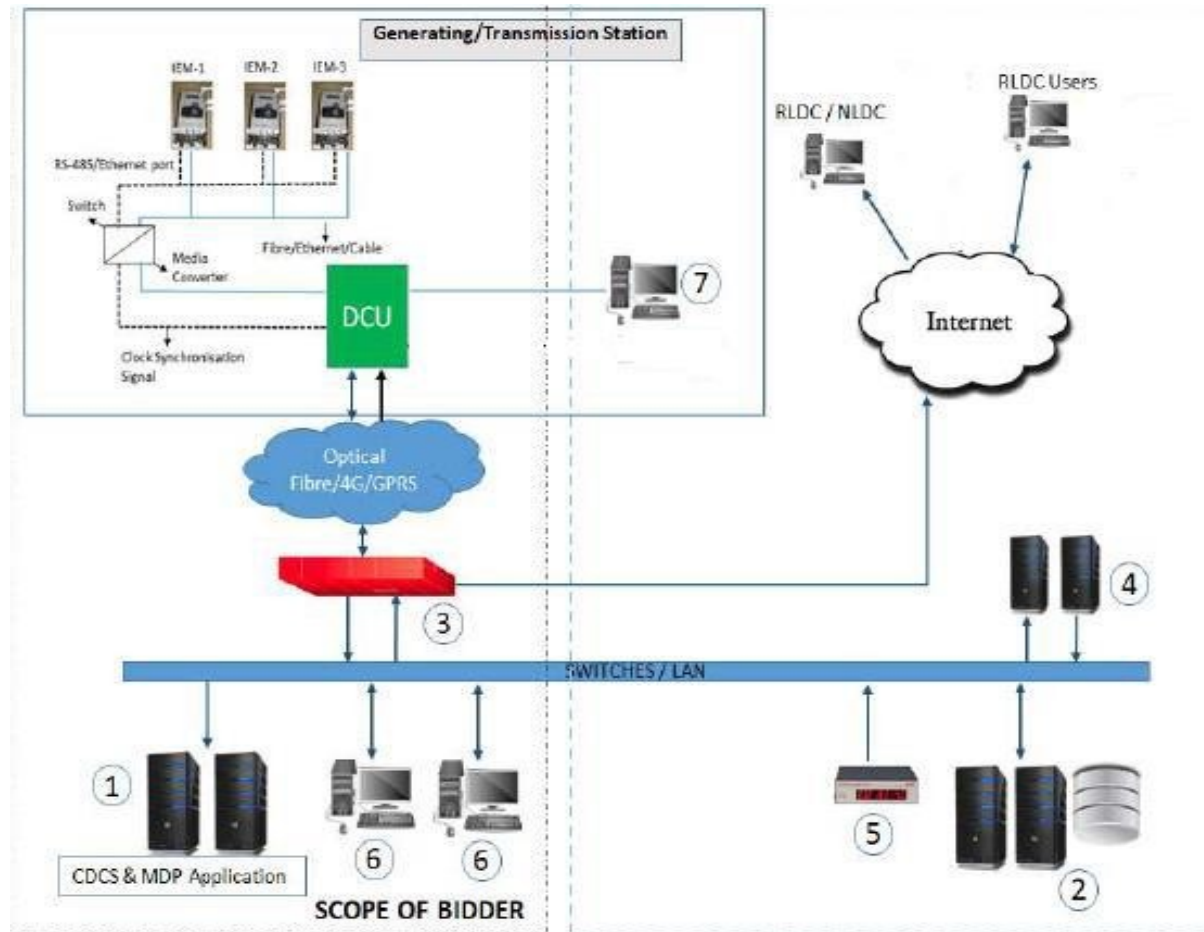 Generating/Transmission Station
IEM-1
IEM-2
IEM-3
RS-485/Ethernet port
Switch
Media
Converter
Fibre/Ethernet/Cable
DCU
7
Clock Synchronisation
Signal
RLDC / NLDC
RLDC Users
Internet
Optical
Fibre/4G/GPRS
3
4
SWITCHES / LAN
1
CDCS & MDP Application
6
6
5
2
SCOPE OF BIDDER